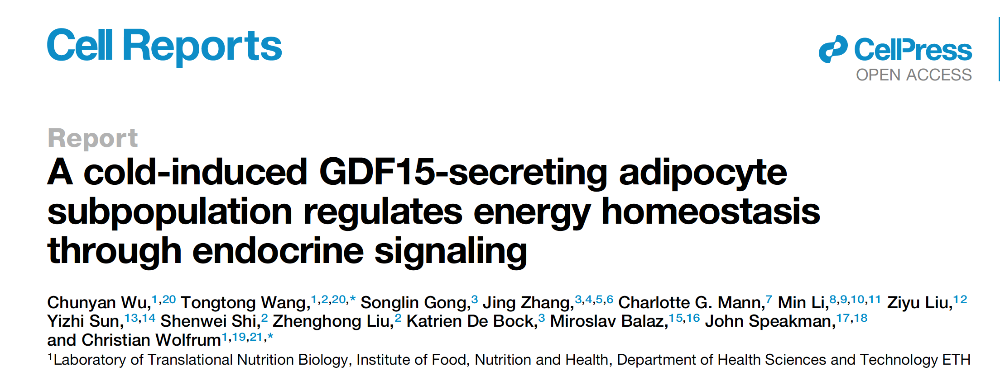 Cell Reports
CellPress
OPEN ACCESS
Report
A cold-induced GDF15-secreting adipocyte
subpopulation regulates energy homeostasis
through endocrine signaling
Chunyan Wu,1,20 Tongtong Wang,1,2,20,* Songlin Gong,3 Jing Zhang,3,4,5,6 Charlotte G. Mann,7 Min Li,8,9,10,11 Ziyu Liu,12
Yizhi Sun,13,14 Shenwei Shi,2 Zhenghong Liu,2 Katrien De Bock,3 Miroslav Balaz,15,16 John Speakman,17,18
and Christian Wolfrum1,19,21,*
1Laboratory of Translational Nutrition Biology, Institute of Food, Nutrition and Health, Department of Health Sciences and Technology ETH